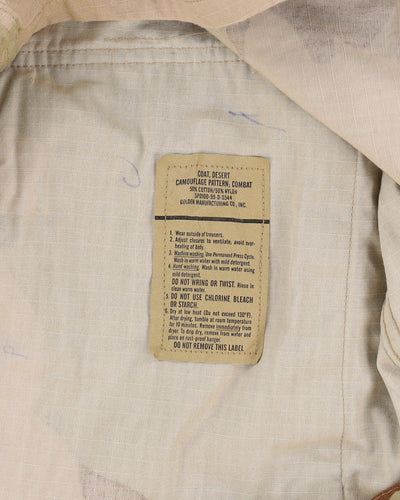 COAT, DESERT
CAMOUFLAGE PATTERN, COMBAT
50% COTTON/50% NYLON
SPO100-99-D-0344
GOLDEN MANUFACTURING CO., INC.
1. Wear outside of trousers.
2. Adjust closures to ventilate, avoid over-
heating of body.
3. Machine washing: Use Permanent Press Cycle.
Wash in warm water with mild detergent.
4. Hand washing. Wash in warm water using
mild detergent.
DO NOT WRING OR TWIST. Rinse in
clean warm water.
5. DO NOT USE CHLORINE BLEACH
OR STARCH.
6. Dry at low heat (Do not exceed 130°F).
After drying, tumble at room temperature
for 10 minutes. Remove immediately from
dryer. To drip dry, remove from water and
place on rust-proof hanger.
DO NOT REMOVE THIS LABEL